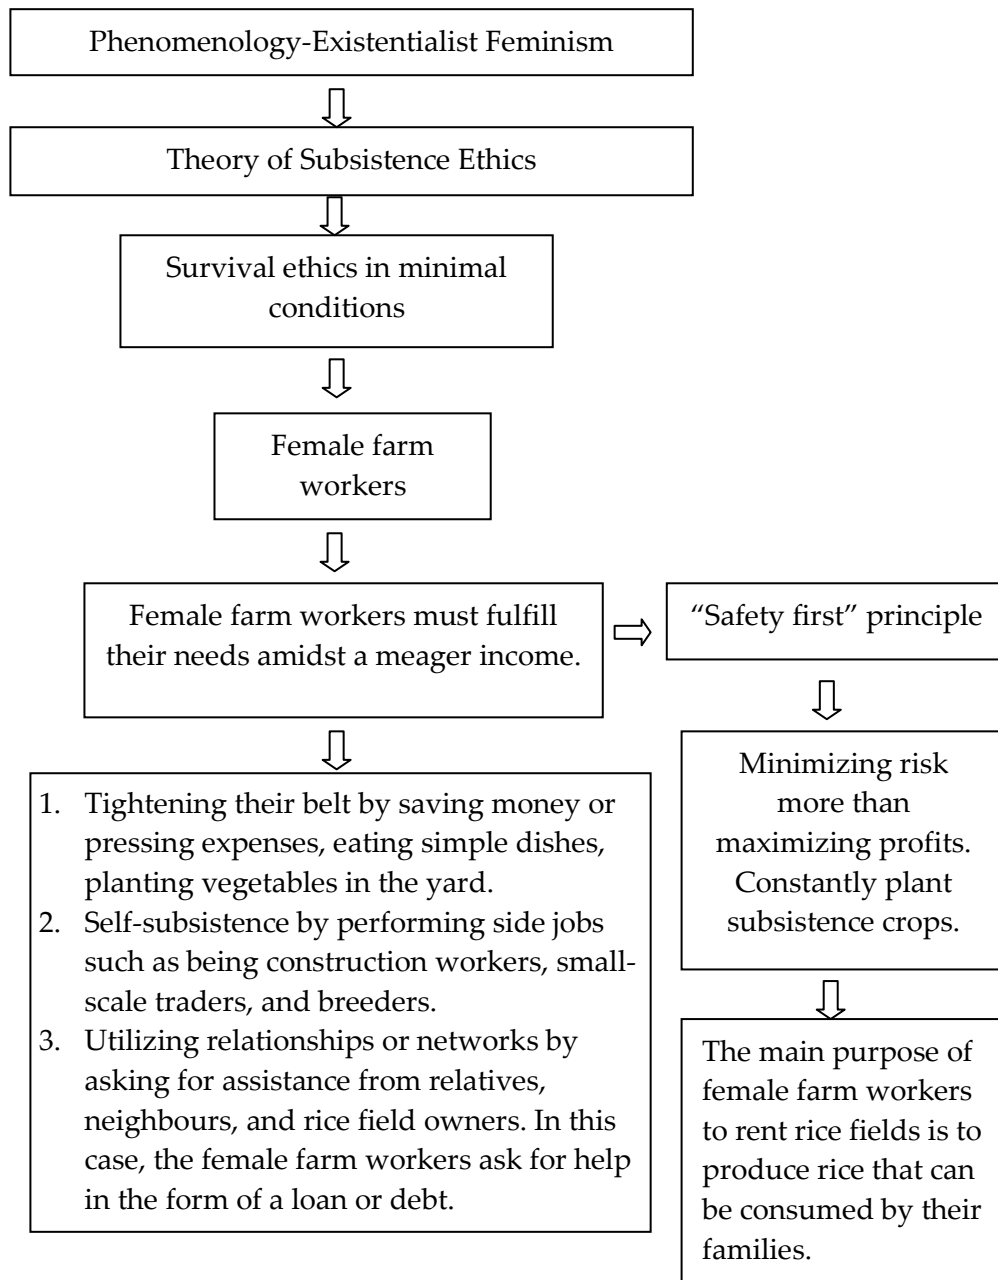 Phenomenology-Existentialist Feminism
Theory of Subsistence Ethics
Survival ethics in minimal
conditions
Female farm
workers
Female farm workers must fulfill
their needs amidst a meager income.
“Safety first” principle
1. Tightening their belt by saving money or
pressing expenses, eating simple dishes,
planting vegetables in the yard.
2. Self-subsistence by performing side jobs
such as being construction workers, small-
scale traders, and breeders.
3. Utilizing relationships or networks by
asking for assistance from relatives,
neighbours, and rice field owners. In this
case, the female farm workers ask for help
in the form of a loan or debt.
Minimizing risk
more than
maximizing profits.
Constantly plant
subsistence crops.
The main purpose of
female farm workers
to rent rice fields is to
produce rice that can
be consumed by their
families.